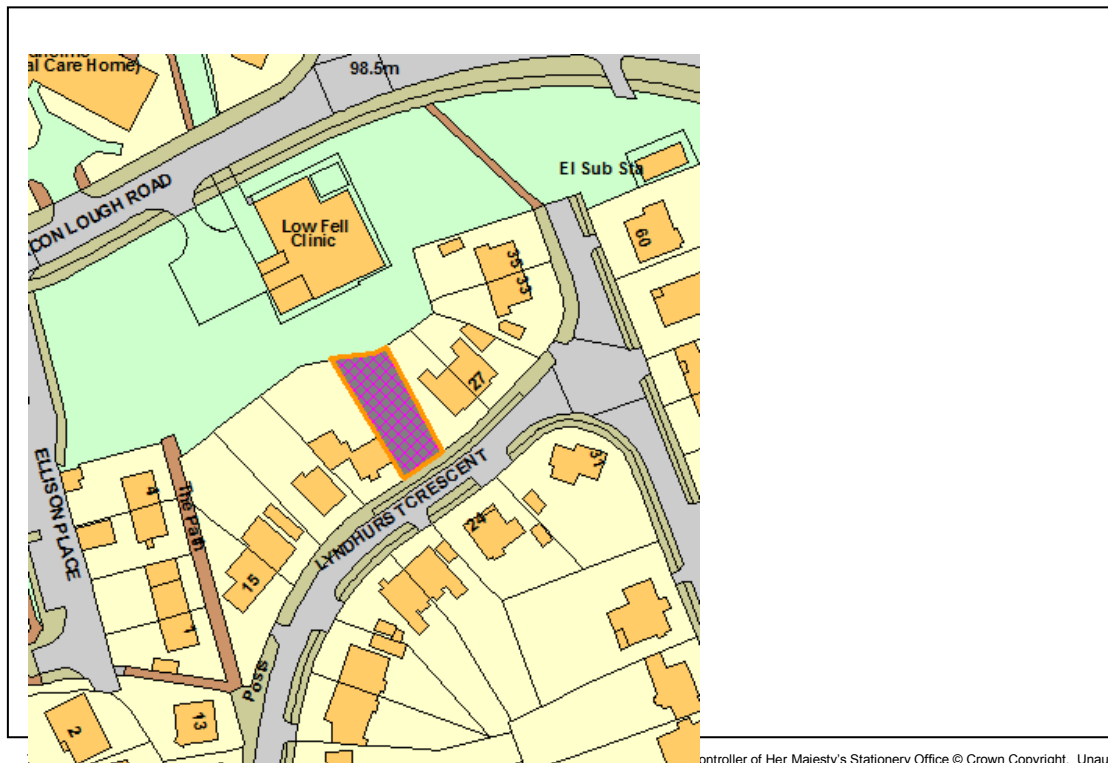 al Care Home)
98.5m
CON LOUGH ROAD
El Sub Sta
Low Fell
Clinic
60
35
33
27
31
24
ELLISON PLACE
4
The Path
LYNDHURST CRESCENT
15
1
Posts
2
13
ontroller of Her Majesty's Stationery Office © Crown Copyright. Unau